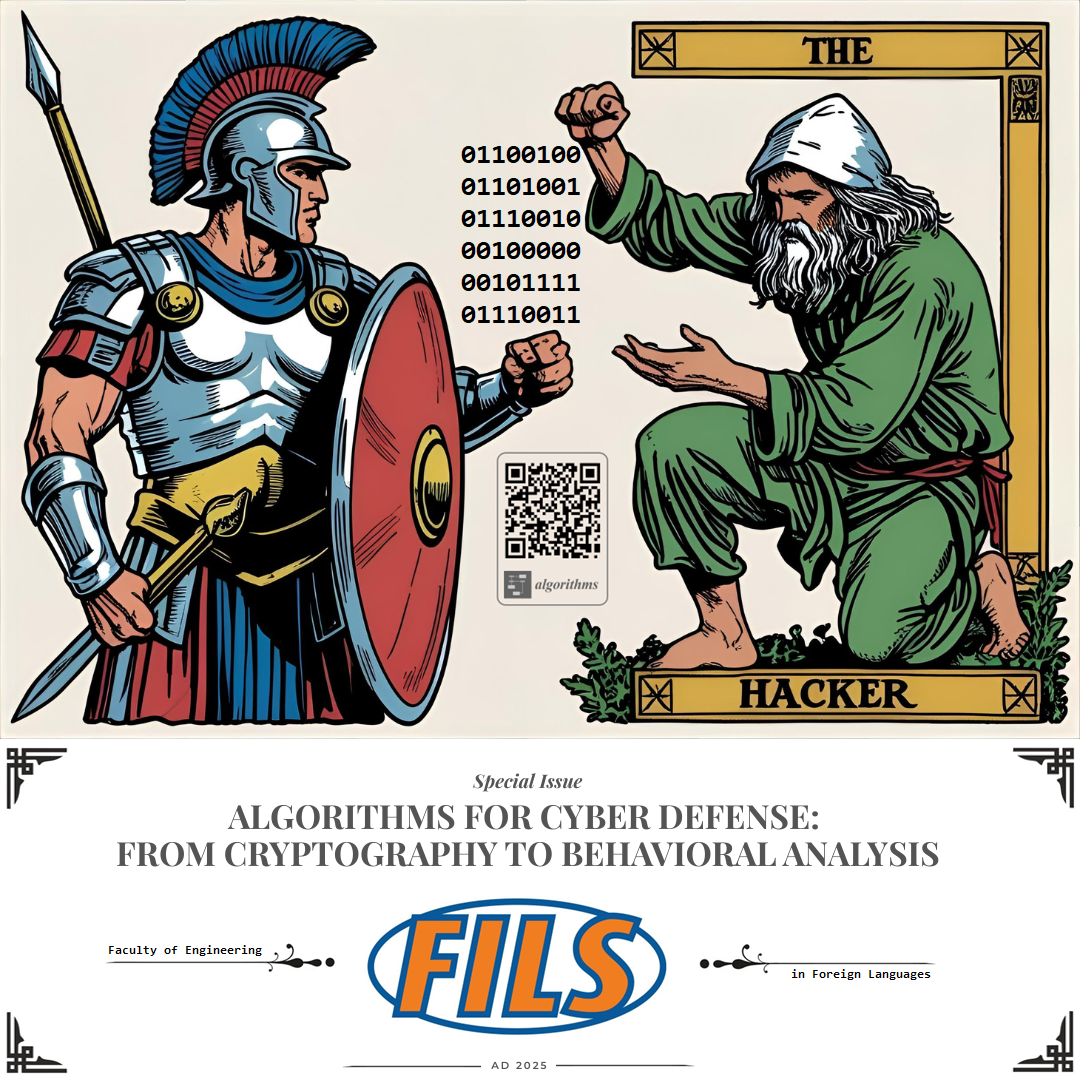 THE
01100100
01101001
01110010
00100000
00101111
01110011
algorithms
HACKER
Special Issue
ALGORITHMS FOR CYBER DEFENSE:
FROM CRYPTOGRAPHY TO BEHAVIORAL ANALYSIS
FILS
Faculty of Engineering
in Foreign Languages
AD 2025